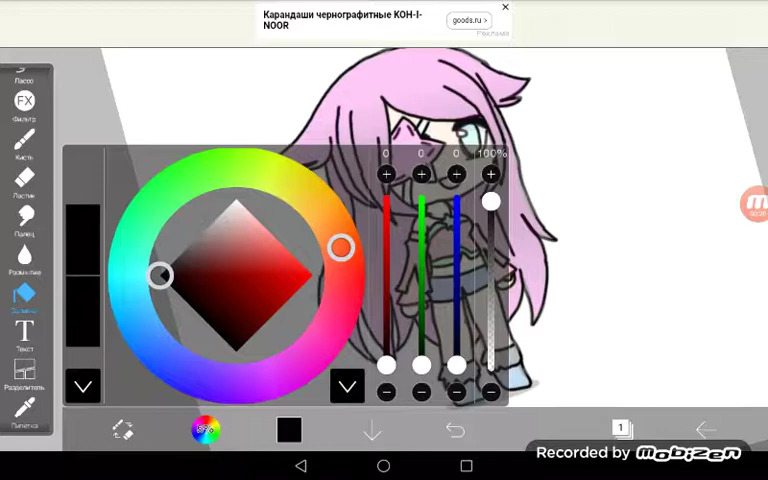 Карандаши чернографитные KOH-I-
NOOR
goods.ru >
Реклама
Лассо
FX
Фильтр
Кисть
Ластик
Палец
Размытие
Заливка
T
Текст
Разделитель
Пипетка
0 0 0 100%
1
Recorded by Mobizen